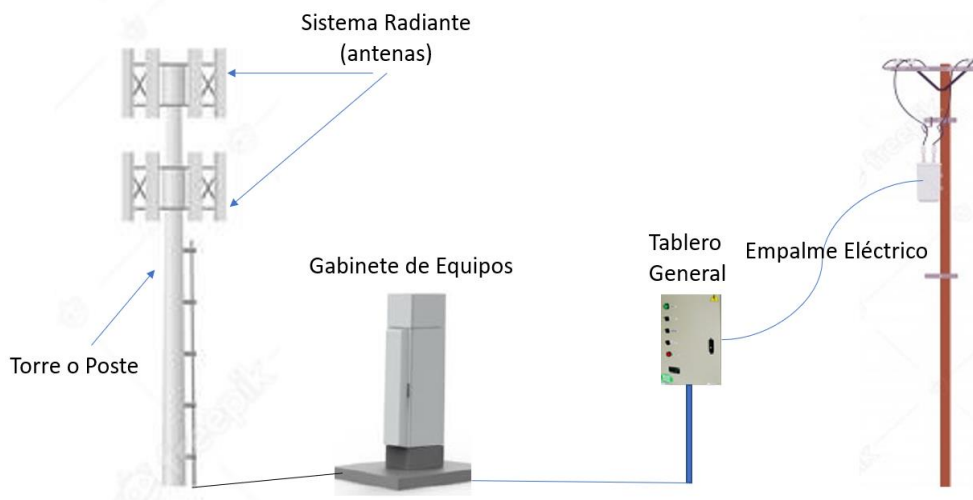 Sistema Radiante
(antenas)
Tablero
General
Empalme Eléctrico
Gabinete de Equipos
Torre o Poste